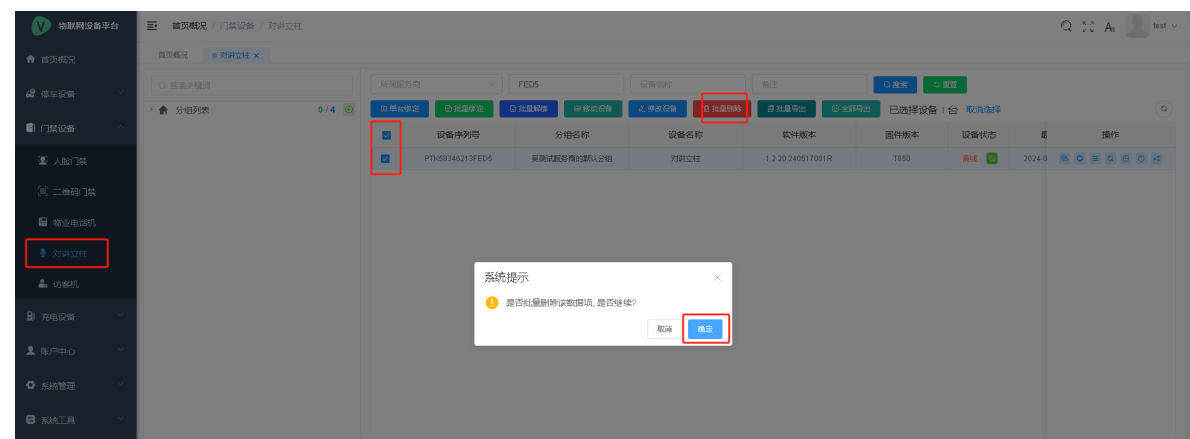 物联网设备平台
首页概况 / 门禁设备 / 对讲立柱
test
首页概况
对讲立柱
首页概况
停车设备
门禁设备
人脸门禁
二维码门禁
物业电话机
对讲立柱
访客机
充电设备
账户中心
系统管理
系统工具
搜索关键词
分组列表 0 / 4
所属服务商 FED5 设备名称 备注 搜索 重置
单台绑定 批量绑定 批量解绑 移动设备 修改设备 批量删除 批量导出 全部导出 已选择设备 1 台 取消选择
设备序列号 分组名称 设备名称 软件版本 固件版本 设备状态 操作
PTK50346213FED5 对讲立柱 1.2.20.240517001R T850 离线 2024-0
系统提示
是否批量删除该数据项, 是否继续?
取消 确定